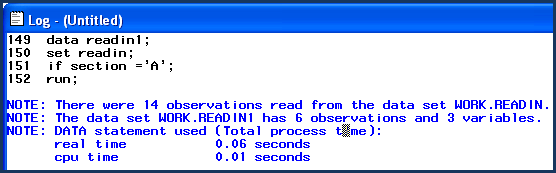 Log - (Untitled)
149 data readin1;
150 set readin;
151 if section ='A';
152 run;
NOTE: There were 14 observations read from the data set WORK.READIN.
NOTE: The data set WORK.READIN1 has 6 observations and 3 variables.
NOTE: DATA statement used (Total process time):
real time 0.06 seconds
cpu time 0.01 seconds